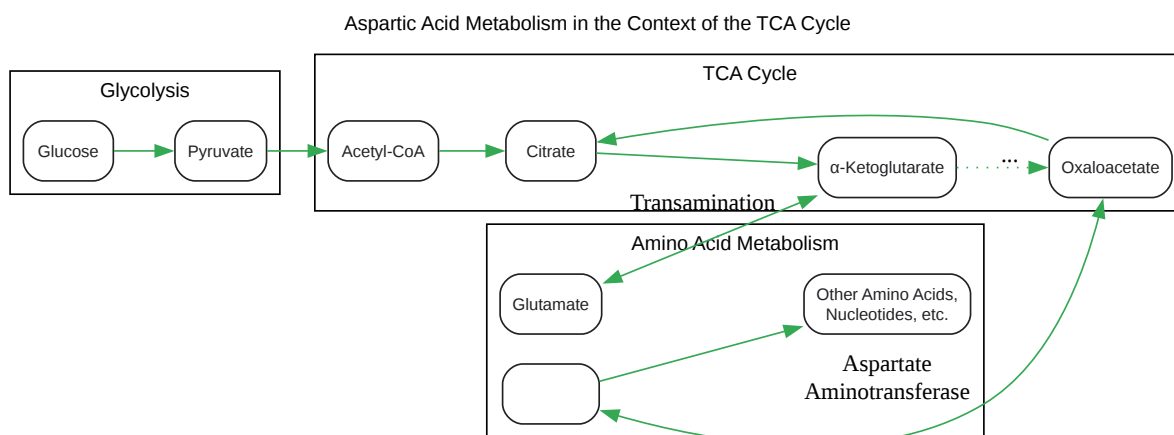 Aspartic Acid Metabolism in the Context of the TCA Cycle
Glycolysis
TCA Cycle
Glucose
Pyruvate
Acetyl-CoA
Citrate
α-Ketoglutarate
...
Oxaloacetate
Transamination
Amino Acid Metabolism
Glutamate
Other Amino Acids,
Nucleotides, etc.
Aspartate
Aminotransferase